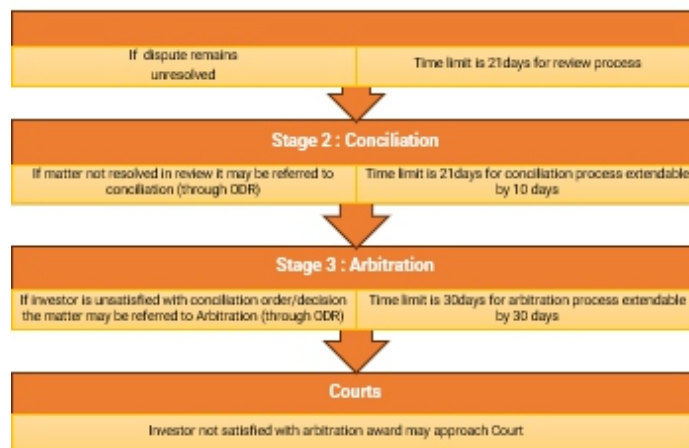 If dispute remains
unresolved
Time limit is 21days for review process
Stage 2 : Conciliation
If matter not resolved in review it may be referred to
conciliation (through ODR)
Time limit is 21days for conciliation process extendable
by 10 days
Stage 3 : Arbitration
If investor is unsatisfied with conciliation order/decision
the matter may be referred to Arbitration (through ODR)
Time limit is 30days for arbitration process extendable
by 30 days
Courts
Investor not satisfied with arbitration award may approach Court